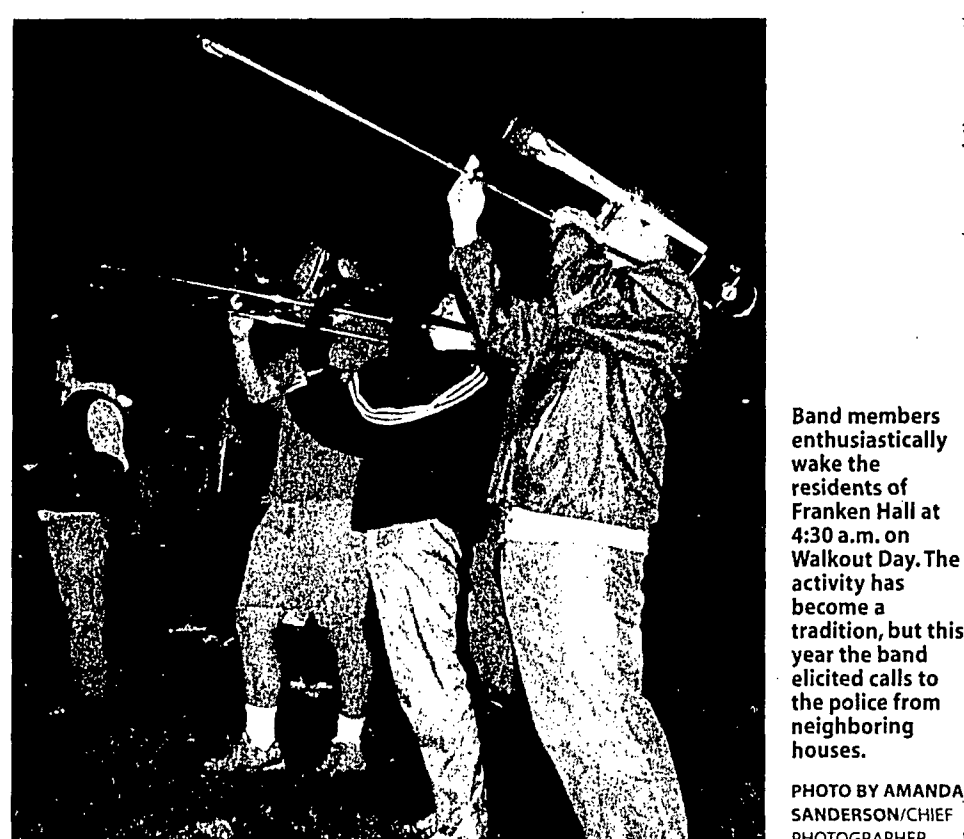 Band members
enthusiastically
wake the
residents of
Franken Hall at
4:30 a.m. on
Walkout Day. The
activity has
become a
tradition, but this
year the band
elicited calls to
the police from
neighboring
houses.
PHOTO BY AMANDA
SANDERSON/CHIEF
PHOTOGRAPHER